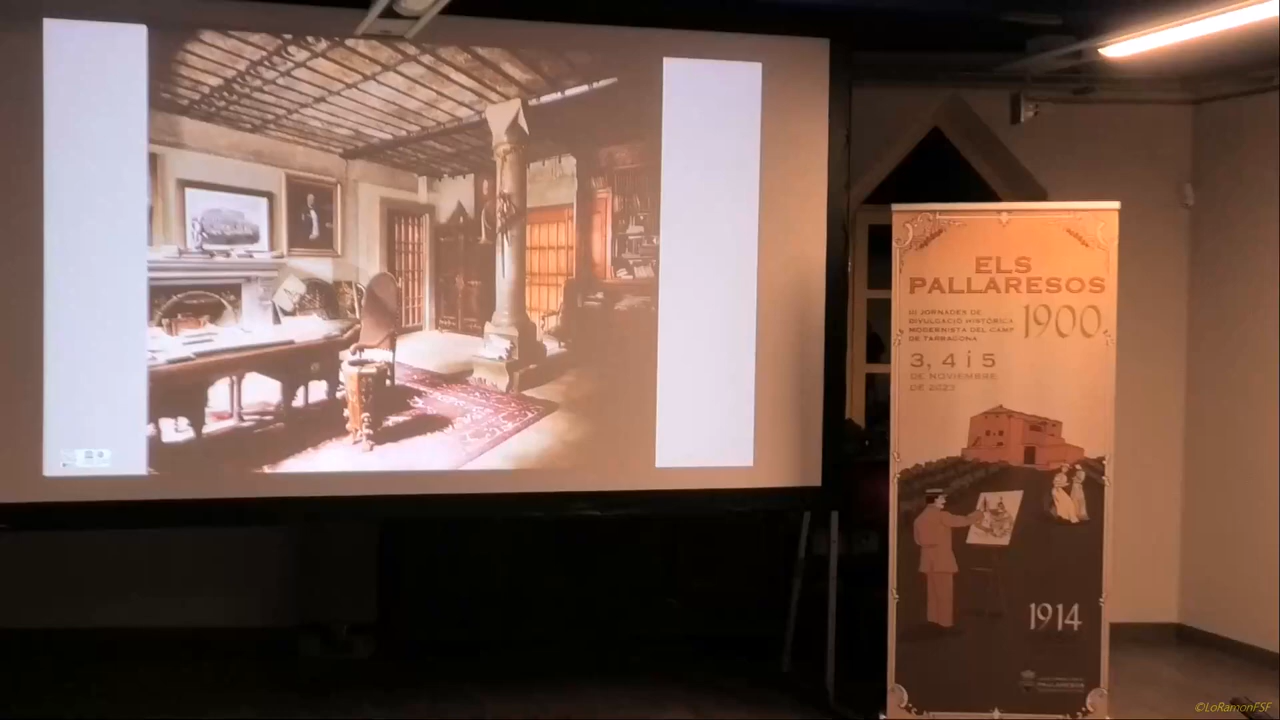 ELS
PALLARESOS
III JORNADES DE
DIVULGACIÓ HISTÒRICA
MODERNISTA DEL CAMP
DE TARRAGONA
1900
3, 4 i 5
DE NOVIEMBRE
DE 2023
1914
PALLARESOS
©LoRamonFSF